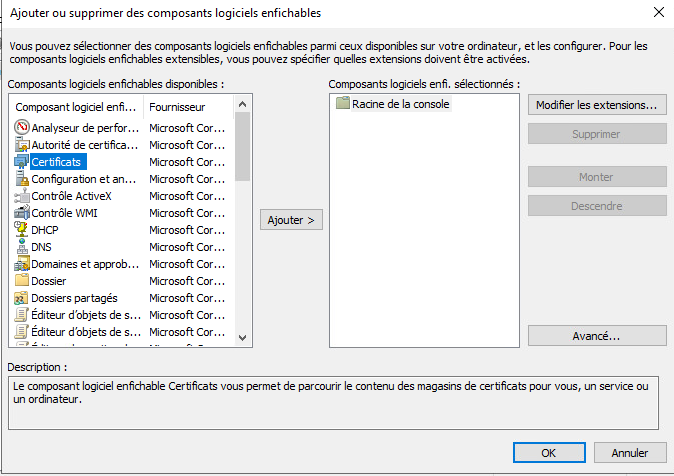 Ajouter ou supprimer des composants logiciels enfichables
Vous pouvez sélectionner des composants logiciels enfichables parmi ceux disponibles sur votre ordinateur, et les configurer. Pour les
composants logiciels enfichables extensibles, vous pouvez spécifier quelles extensions doivent être activées.
Composants logiciels enfichables disponibles :
Composant logiciel enfi... Fournisseur
Analyseur de perfor... Microsoft Cor...
Autorité de certifica... Microsoft Cor...
Certificats Microsoft Cor...
Configuration et an... Microsoft Cor...
Contrôle ActiveX Microsoft Cor...
Contrôle WMI Microsoft Cor...
DHCP Microsoft Cor...
DNS Microsoft Cor...
Domaines et approb... Microsoft Cor...
Dossier Microsoft Cor...
Dossiers partagés Microsoft Cor...
Éditeur d'objets de s... Microsoft Cor...
Éditeur d'objets de s... Microsoft Cor...
Ajouter >
Composants logiciels enfi. sélectionnés :
Racine de la console
Modifier les extensions...
Supprimer
Monter
Descendre
Avancé...
Description :
Le composant logiciel enfichable Certificats vous permet de parcourir le contenu des magasins de certificats pour vous, un service ou
un ordinateur.
OK
Annuler